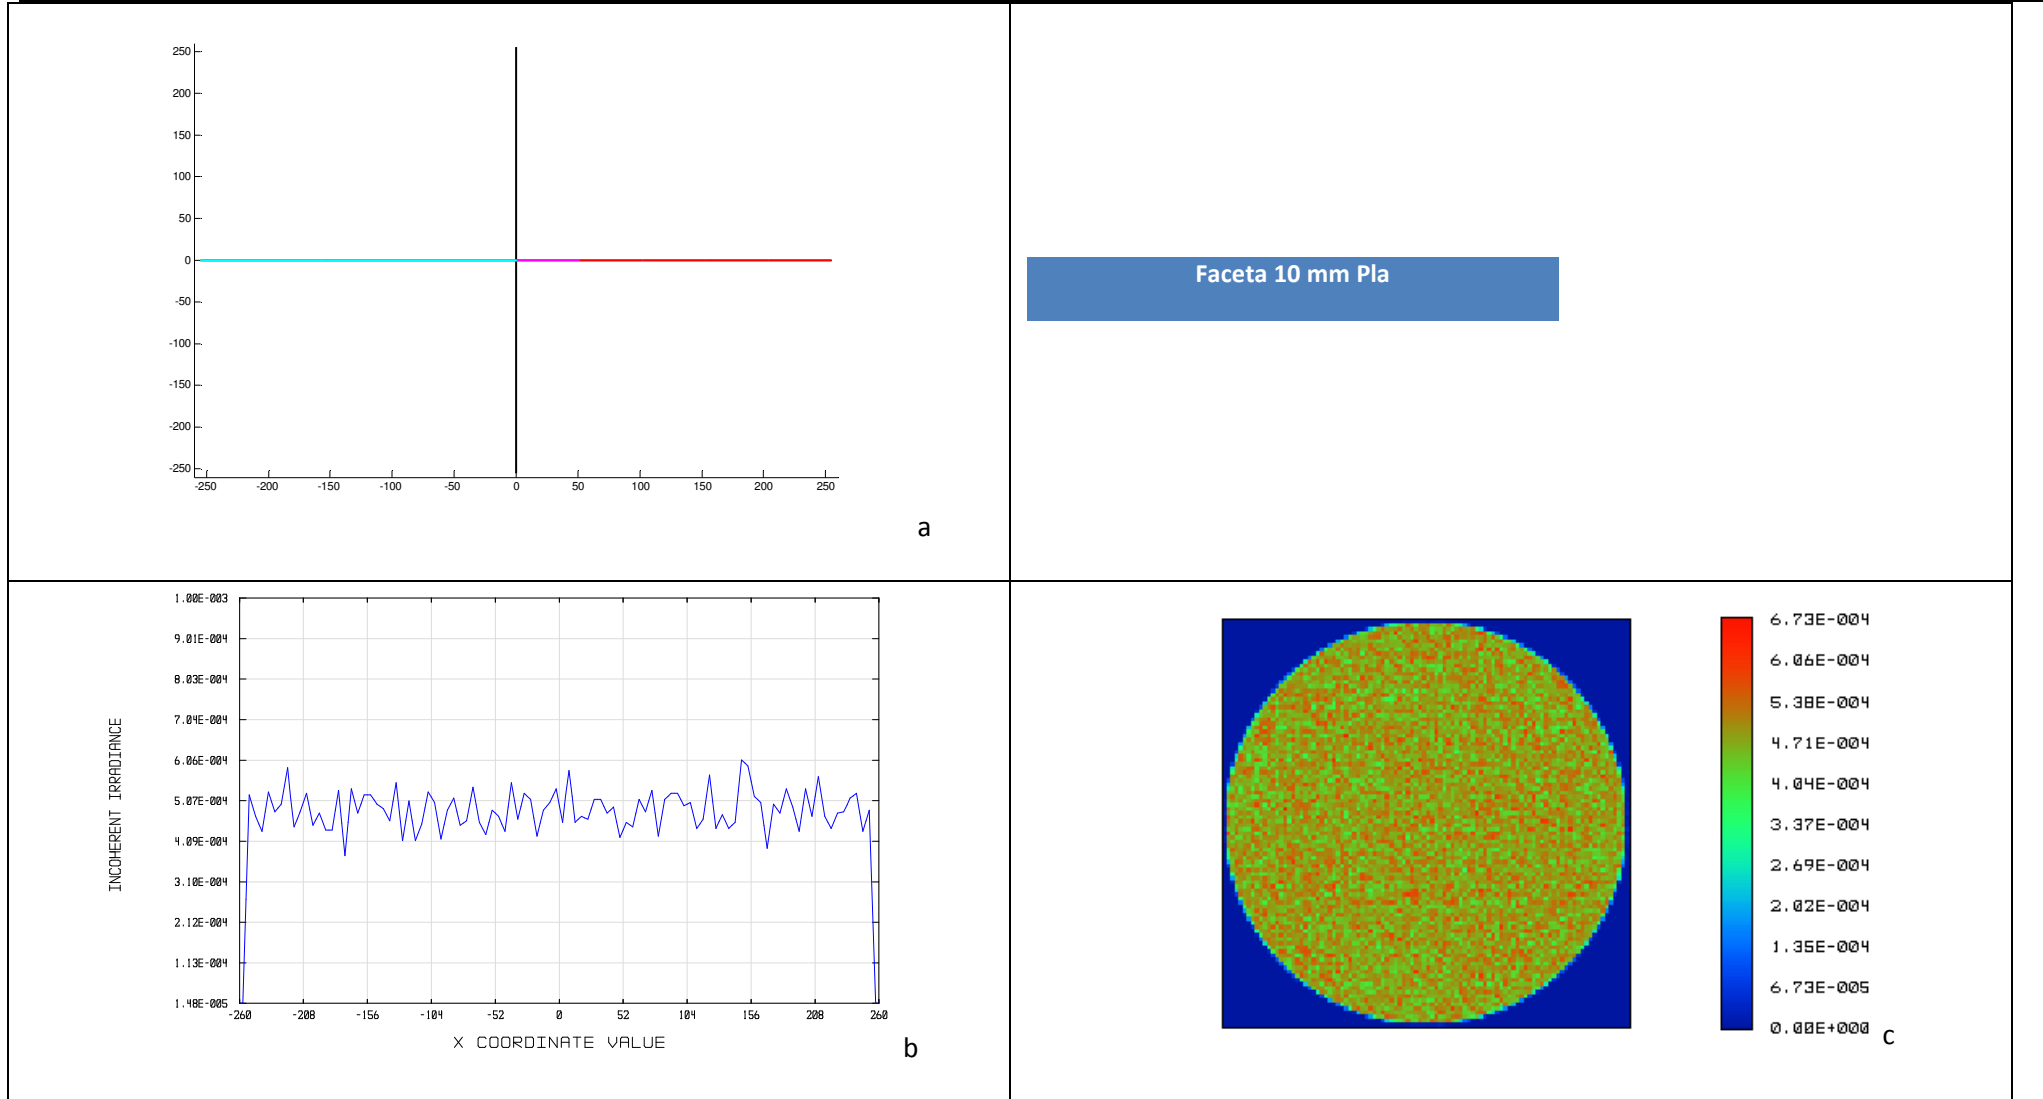 250
200
150
100
50
0
-50
-100
-150
-200
-250
-250 -200 -150 -100 -50 0 50 100 150 200 250
a
Faceta 10 mm Pla
1.00E-003
9.01E-004
8.03E-004
7.04E-004
6.06E-004
5.07E-004
4.09E-004
3.10E-004
2.12E-004
1.13E-004
1.48E-005
INCOHERENT IRRADIANCE
-260 -208 -156 -104 -52 0 52 104 156 208 260
X COORDINATE VALUE
b
6.73E-004
6.06E-004
5.38E-004
4.71E-004
4.04E-004
3.37E-004
2.69E-004
2.02E-004
1.35E-004
6.73E-005
0.00E+000
c